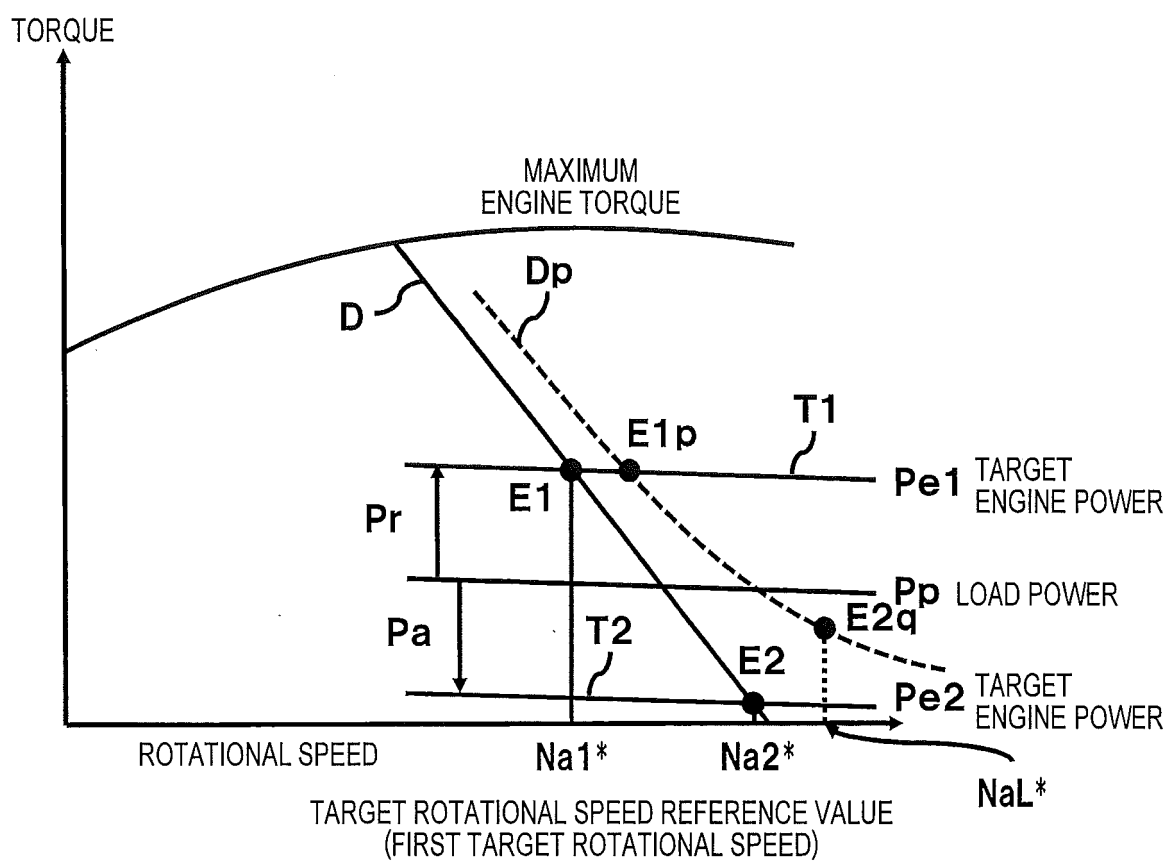 TORQUE
MAXIMUM
ENGINE TORQUE
Dp
D
T1
E1p
E1
Pe1
TARGET
ENGINE POWER
Pr
Pp LOAD POWER
E2q
Pa
T2
E2
Pe2
TARGET
ENGINE POWER
ROTATIONAL SPEED
Na1*
Na2*
NaL*
TARGET ROTATIONAL SPEED REFERENCE VALUE
(FIRST TARGET ROTATIONAL SPEED)